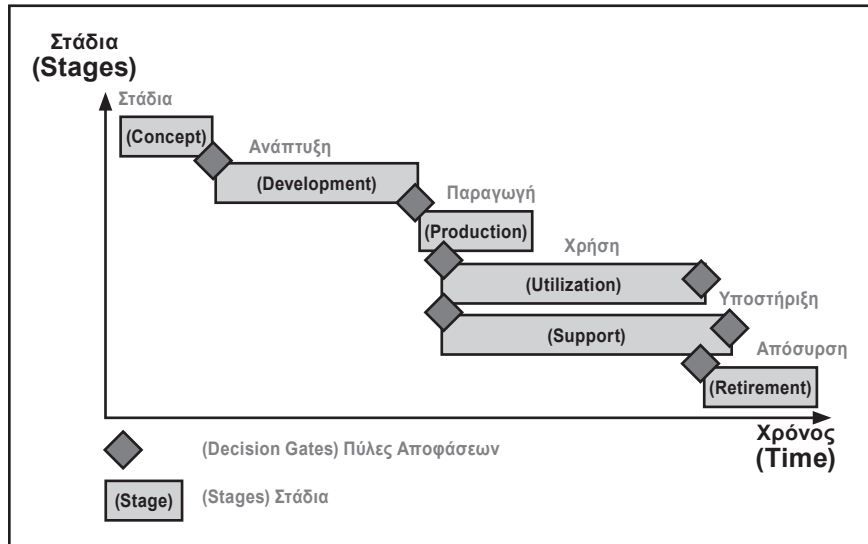 Στάδια
(Stages)
Στάδια
(Concept)
Ανάπτυξη
(Development)
Παραγωγή
(Production)
Χρήση
(Utilization)
Υποστήριξη
(Support)
Απόσυρση
(Retirement)
Χρόνος
(Time)
(Decision Gates) Πύλες Αποφάσεων
(Stage)
(Stages) Στάδια